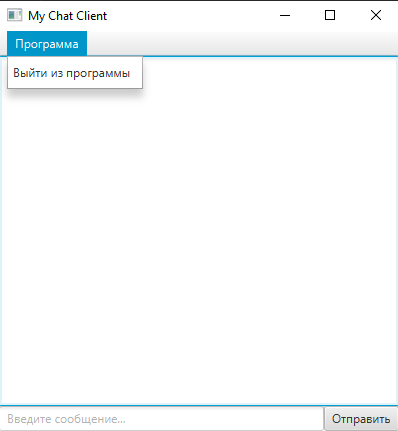 My Chat Client
Программа
Выйти из программы
Введите сообщение...
Отправить